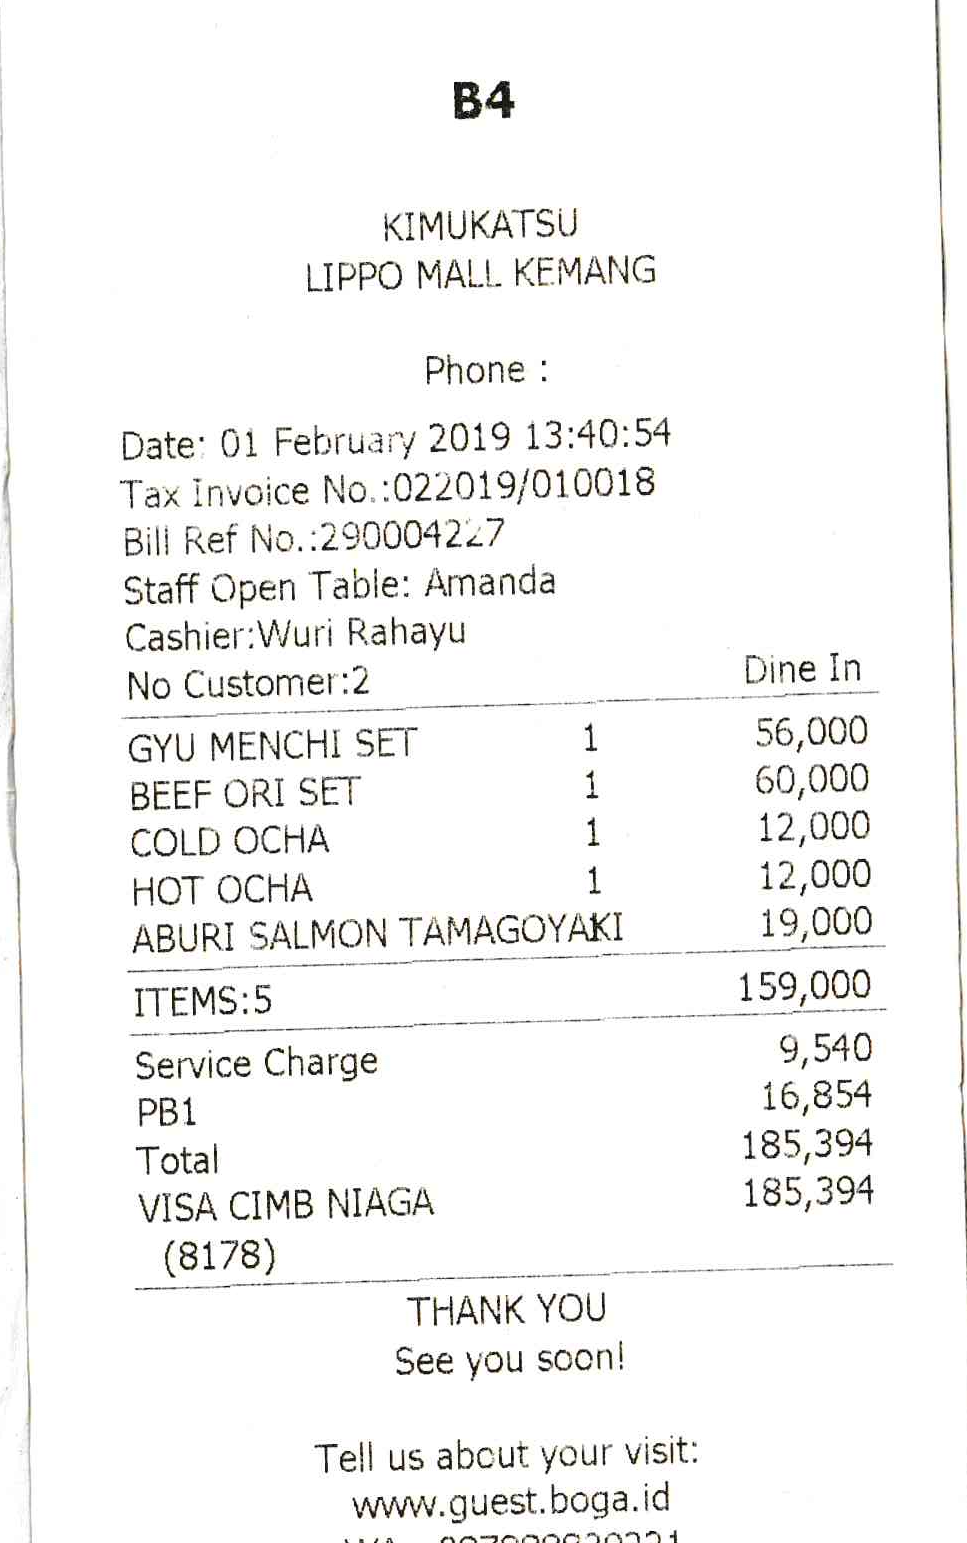 B4
KIMUKATSU
LIPPO MALL KEMANG
Phone :
Date: 01 February 2019 13:40:54
Tax Invoice No.:022019/010018
Bill Ref No.:290004227
Staff Open Table: Amanda
Cashier:Wuri Rahayu
No Customer:2 Dine In
GYU MENCHI SET 1 56,000
BEEF ORI SET 1 60,000
COLD OCHA 1 12,000
HOT OCHA 1 12,000
ABURI SALMON TAMAGOYAKI 19,000
ITEMS:5 159,000
Service Charge 9,540
PB1 16,854
Total 185,394
VISA CIMB NIAGA 185,394
(8178)
THANK YOU
See you soon!
Tell us about your visit:
www.guest.boga.id